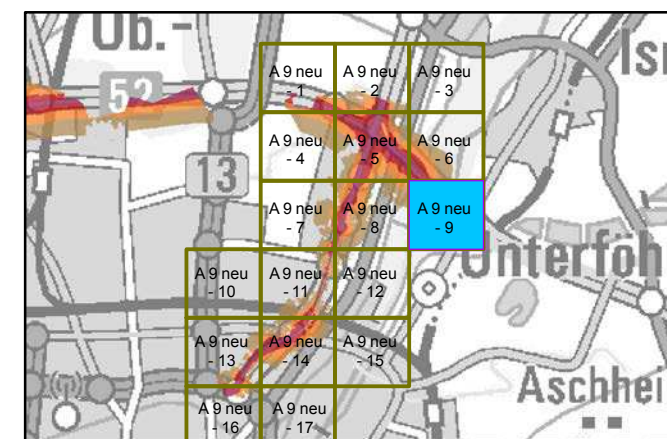 Ob.-
Isr
52
A 9 neu
- 1
A 9 neu
- 2
A 9 neu
- 3
A 9 neu
- 4
A 9 neu
- 5
A 9 neu
- 6
13
A 9 neu
- 7
A 9 neu
- 8
A 9 neu
- 9
Unterföh
A 9 neu
- 10
A 9 neu
- 11
A 9 neu
- 12
A 9 neu
- 13
A 9 neu
- 14
A 9 neu
- 15
Aschhei
A 9 neu
- 16
A 9 neu
- 17